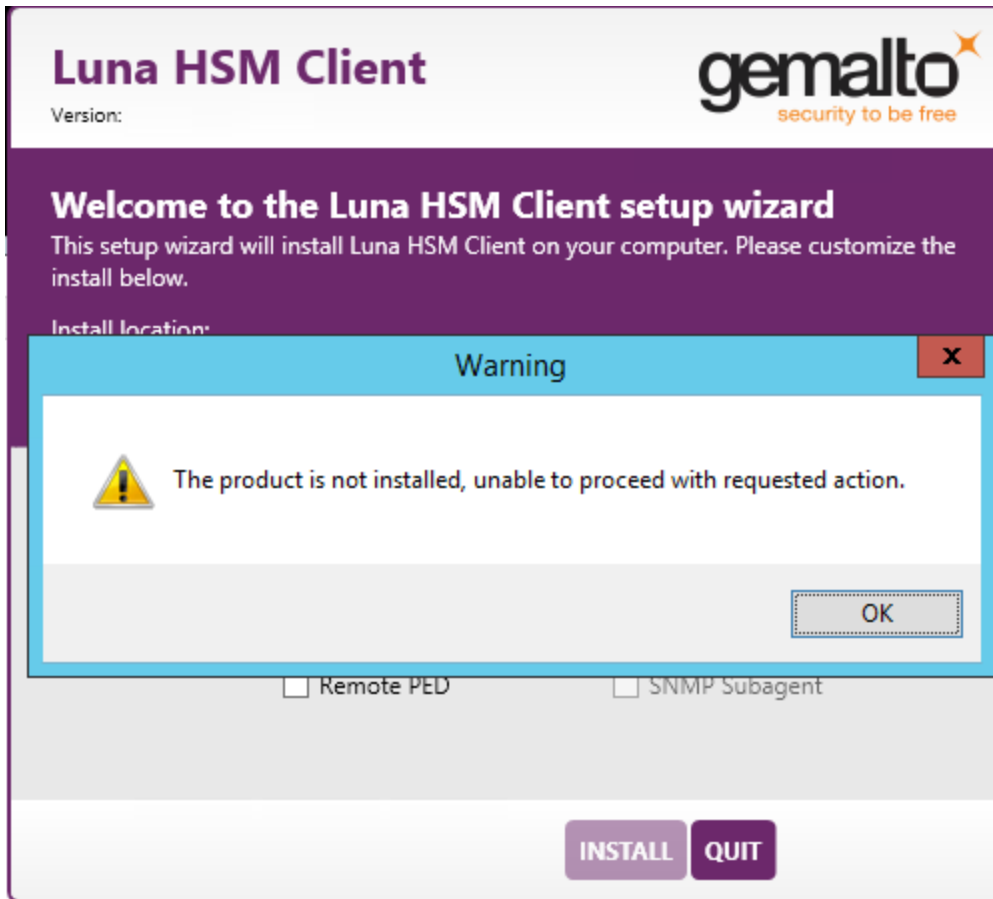 Luna HSM Client
gemalto
security to be free
Version:
Welcome to the Luna HSM Client setup wizard
This setup wizard will install Luna HSM Client on your computer. Please customize the
install below.
Install location:
Warning
x
The product is not installed, unable to proceed with requested action.
OK
Remote PED
SNMP Subagent
INSTALL
QUIT